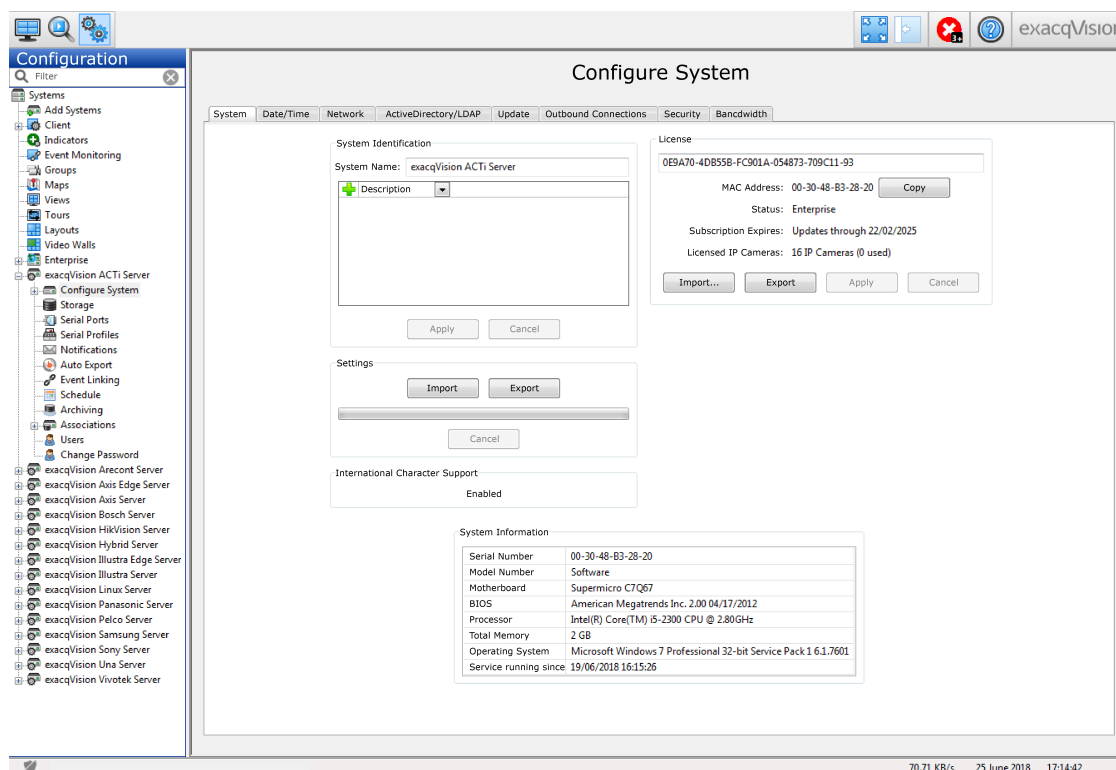 exacqVision
3+
Configuration
Filter
Systems
Add Systems
Client
Indicators
Event Monitoring
Groups
Maps
Views
Tours
Layouts
Video Walls
Enterprise
exacqVision ACTi Server
Configure System
Storage
Serial Ports
Serial Profiles
Notifications
Auto Export
Event Linking
Schedule
Archiving
Associations
Users
Change Password
exacqVision Arecont Server
exacqVision Axis Edge Server
exacqVision Axis Server
exacqVision Bosch Server
exacqVision HikVision Server
exacqVision Hybrid Server
exacqVision Illustra Edge Server
exacqVision Illustra Server
exacqVision Linux Server
exacqVision Panasonic Server
exacqVision Pelco Server
exacqVision Samsung Server
exacqVision Sony Server
exacqVision Una Server
exacqVision Vivotek Server
Configure System
System Date/Time Network ActiveDirectory/LDAP Update Outbound Connections Security Bancdwidth
System Identification
System Name: exacqVision ACTi Server
Description
Apply Cancel
Settings
Import Export
Cancel
International Character Support
Enabled
License
0E9A70-4DB55B-FC901A-054873-709C11-93
MAC Address: 00-30-48-B3-28-20 Copy
Status: Enterprise
Subscription Expires: Updates through 22/02/2025
Licensed IP Cameras: 16 IP Cameras (0 used)
Import... Export Apply Cancel
System Information
Serial Number 00-30-48-B3-28-20
Model Number Software
Motherboard Supermicro C7Q67
BIOS American Megatrends Inc. 2.00 04/17/2012
Processor Intel(R) Core(TM) i5-2300 CPU @ 2.80GHz
Total Memory 2 GB
Operating System Microsoft Windows 7 Professional 32-bit Service Pack 1 6.1.7601
Service running since 19/06/2018 16:15:26
70.71 KB/s 25 June 2018 17:14:42